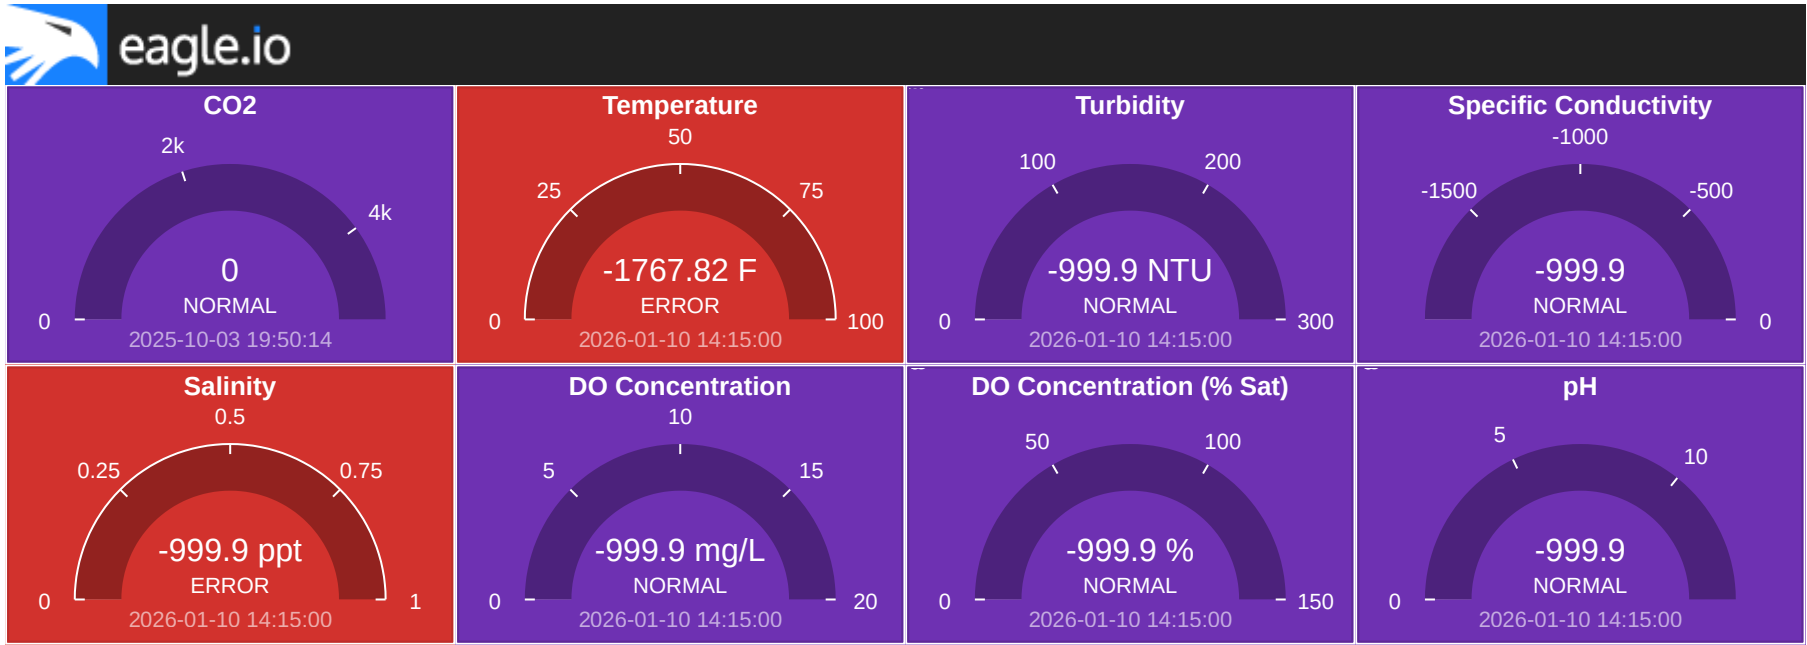 eagle.io
CO2
2k
4k
0
NORMAL
0
2025-10-03 19:50:14
Temperature
50
25
75
-1767.82 F
ERROR
0
100
2026-01-10 14:15:00
Turbidity
100
200
-999.9 NTU
NORMAL
0
300
2026-01-10 14:15:00
Specific Conductivity
-1000
-1500
-500
-999.9
NORMAL
0
2026-01-10 14:15:00
Salinity
0.5
0.25
0.75
-999.9 ppt
ERROR
0
1
2026-01-10 14:15:00
DO Concentration
10
5
15
-999.9 mg/L
NORMAL
0
20
2026-01-10 14:15:00
DO Concentration (% Sat)
50
100
-999.9 %
NORMAL
0
150
2026-01-10 14:15:00
pH
5
10
-999.9
NORMAL
0
2026-01-10 14:15:00